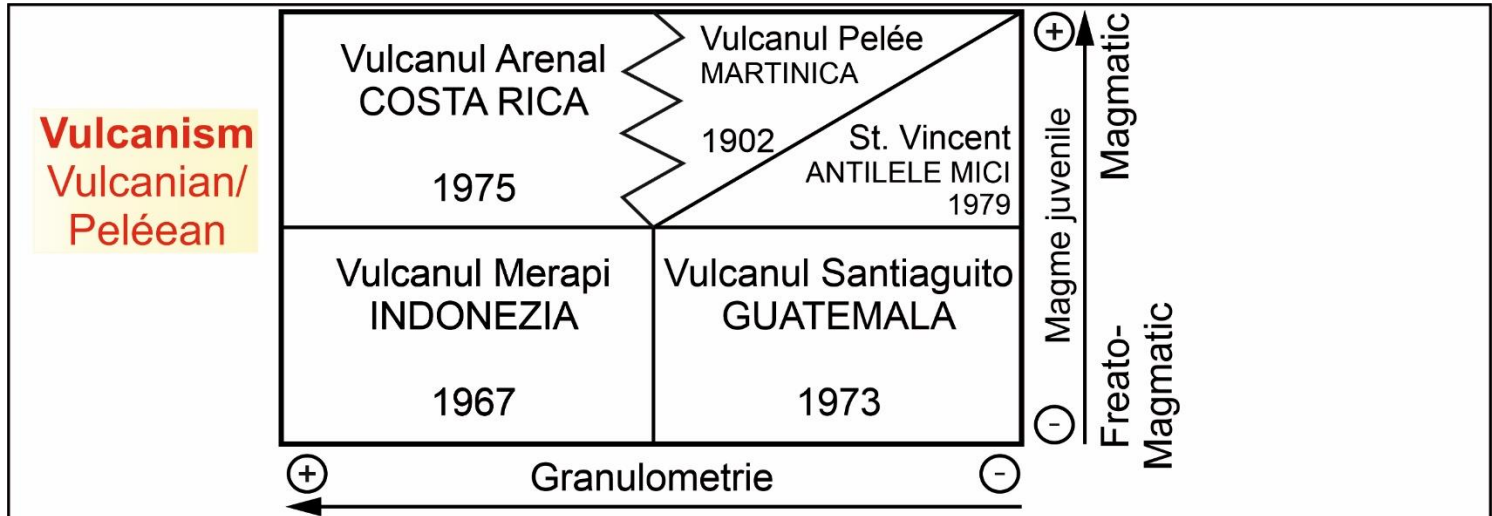 Vulcanism
Vulcanian/
Peléean
Vulcanul Arenal
COSTA RICA
1975
Vulcanul Pelée
MARTINICA
1902
St. Vincent
ANTILELE MICI
1979
Vulcanul Merapi
INDONEZIA
1967
Vulcanul Santiaguito
GUATEMALA
1973
+
Magme juvenile
-
Magmatic
Freato-
Magmatic
+
Granulometrie
-